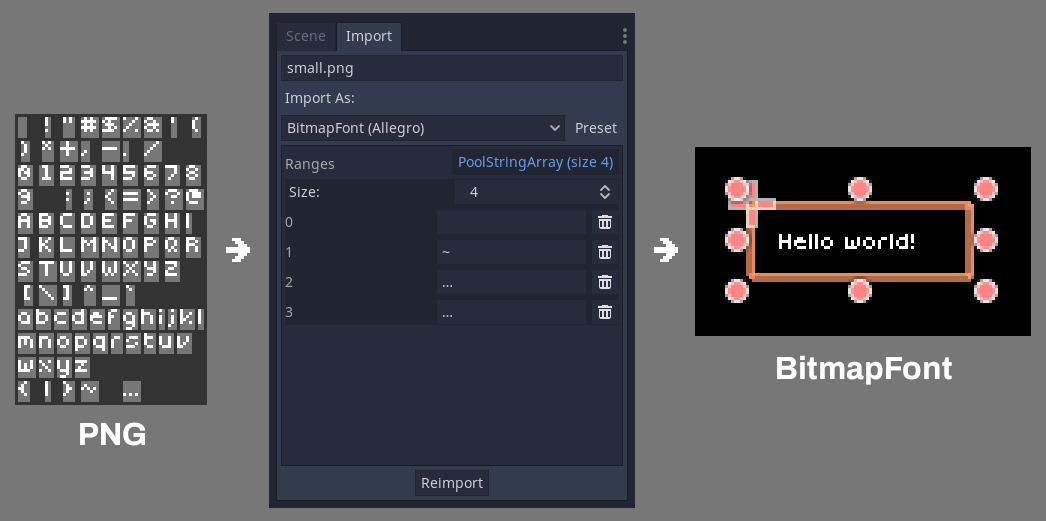 ! " # $ % & ' (
) * + , - . /
0 1 2 3 4 5 6 7 8
9 : ; < = > ? @
A B C D E F G H I
J K L M N O P Q R
S T U V W X Y Z
[ \ ] ^ _ `
a b c d e f g h i j k l
m n o p q r s t u v
w x y z
{ | } ~ …
PNG
Scene
Import
small.png
Import As:
BitmapFont (Allegro)
Preset
Ranges
PoolStringArray (size 4)
Size:
4
0
1
~
2
…
3
…
Reimport
Hello world!
BitmapFont